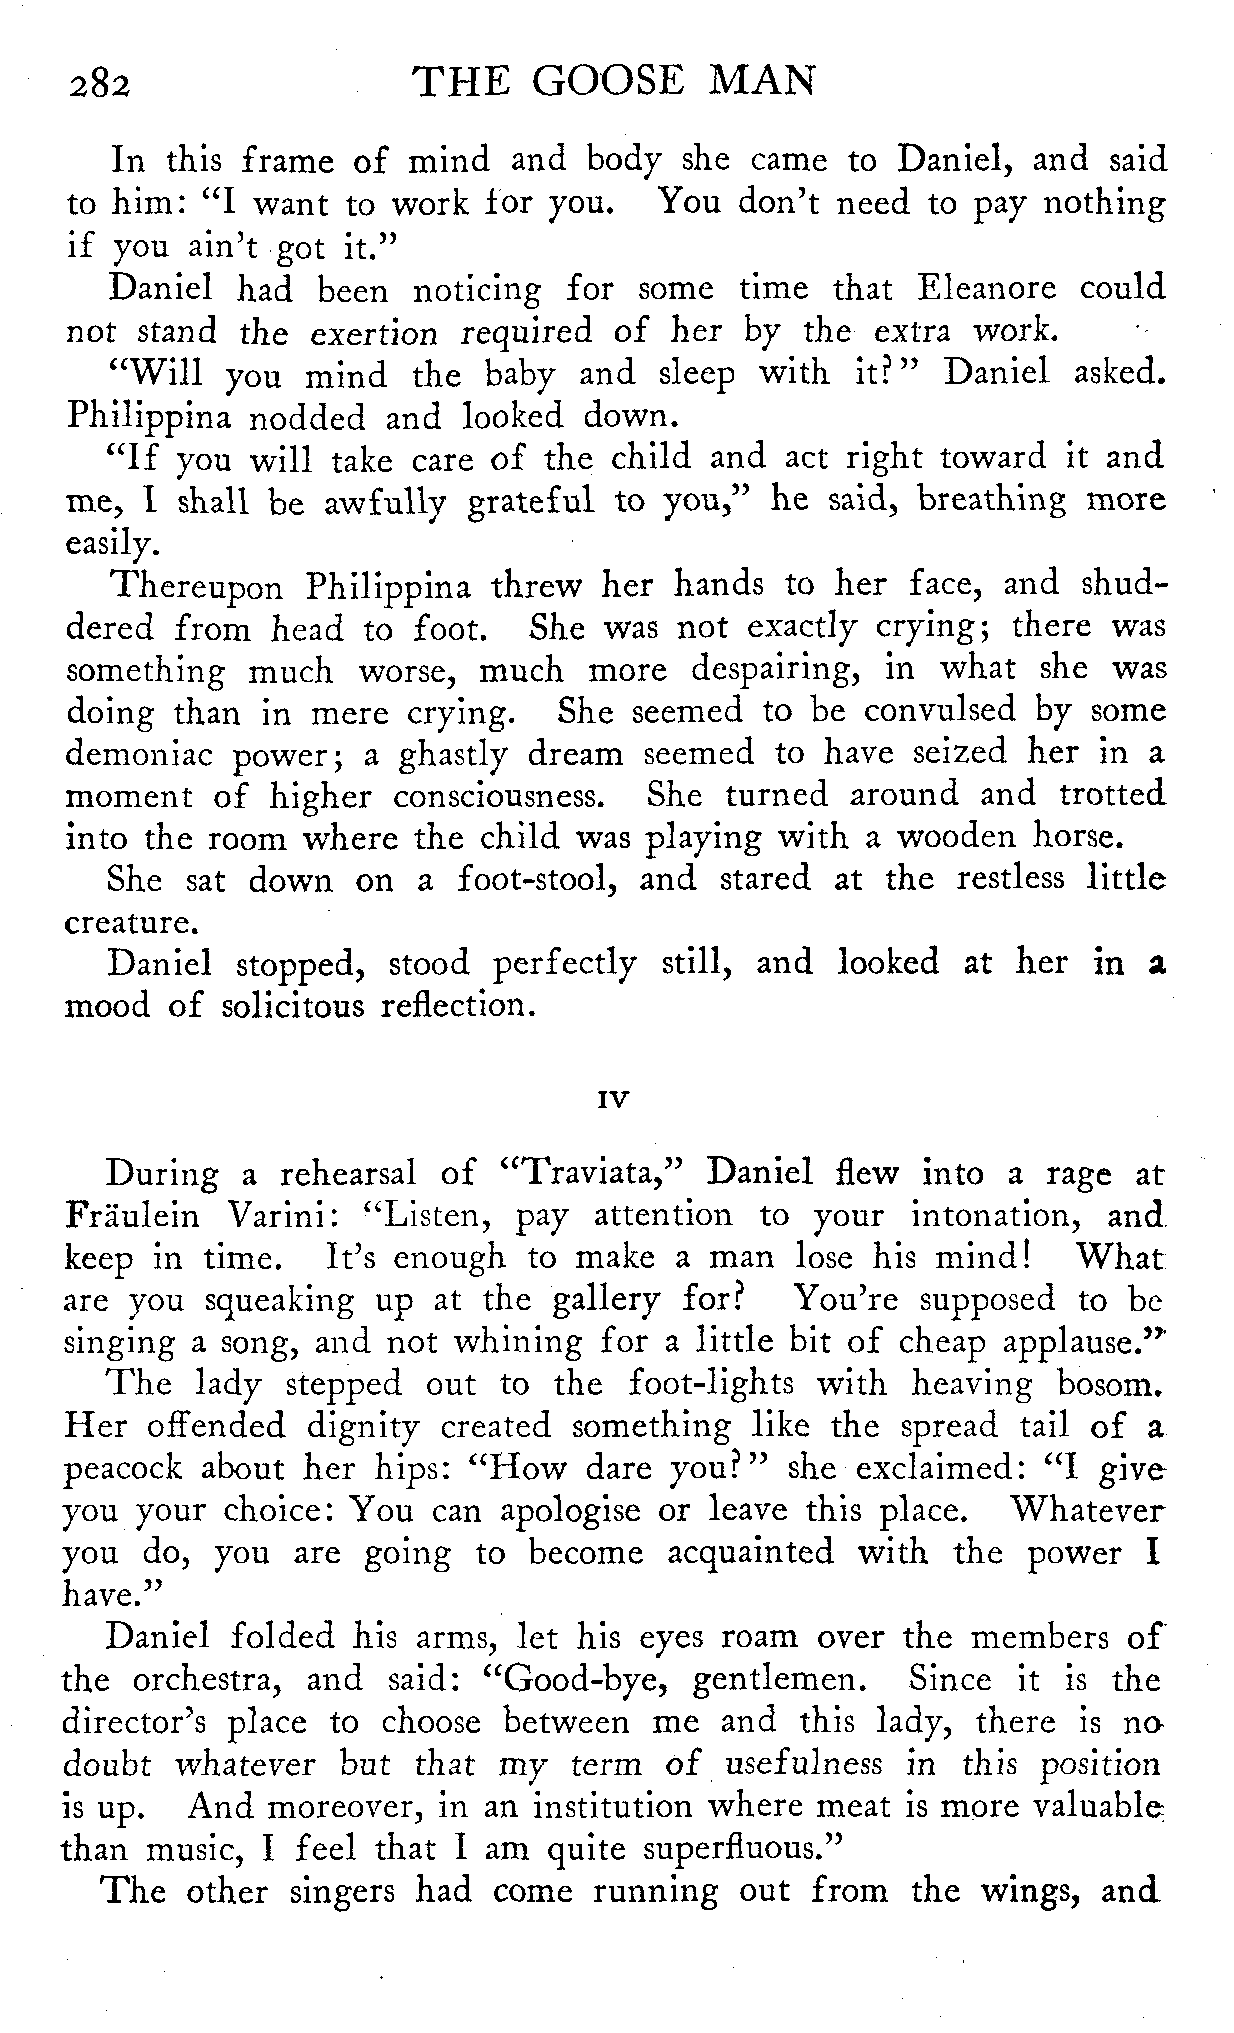 282 THE GOOSE MAN
In this frame of mind and body she came to Daniel, and said
to him: “I want to work for you. You don't need to pay nothing
if you ain't got it.”
Daniel had been noticing for some time that Eleanore could
not stand the exertion required of her by the extra work.
“Will you mind the baby and sleep with it?” Daniel asked.
Philippina nodded and looked down.
“If you will take care of the child and act right toward it and
me, I shall be awfully grateful to you,” he said, breathing more
easily.
Thereupon Philippina threw her hands to her face, and shud-
dered from head to foot. She was not exactly crying; there was
something much worse, much more despairing, in what she was
doing than in mere crying. She seemed to be convulsed by some
demoniac power; a ghastly dream seemed to have seized her in a
moment of higher consciousness. She turned around and trotted
into the room where the child was playing with a wooden horse.
She sat down on a foot-stool, and stared at the restless little
creature.
Daniel stopped, stood perfectly still, and looked at her in a
mood of solicitous reflection.
IV
During a rehearsal of “Traviata,” Daniel flew into a rage at
Fräulein Varini: “Listen, pay attention to your intonation, and
keep in time. It's enough to make a man lose his mind! What
are you squeaking up at the gallery for? You're supposed to be
singing a song, and not whining for a little bit of cheap applause.”
The lady stepped out to the foot-lights with heaving bosom.
Her offended dignity created something like the spread tail of a
peacock about her hips: “How dare you?” she exclaimed: “I give
you your choice: You can apologise or leave this place. Whatever
you do, you are going to become acquainted with the power I
have.”
Daniel folded his arms, let his eyes roam over the members of
the orchestra, and said: “Good-bye, gentlemen. Since it is the
director's place to choose between me and this lady, there is no
doubt whatever but that my term of usefulness in this position
is up. And moreover, in an institution where meat is more valuable
than music, I feel that I am quite superfluous.”
The other singers had come running out from the wings, and